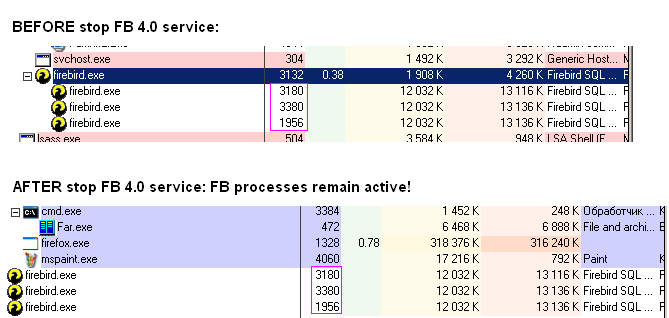 BEFORE stop FB 4.0 service:
svchost.exe 304 1 492 K 3 292 K Generic Host... N
firebird.exe 3132 0.38 1 908 K 4 260 K Firebird SQL ... F
firebird.exe 3180 12 032 K 13 116 K Firebird SQL ... F
firebird.exe 3380 12 032 K 13 136 K Firebird SQL ... F
firebird.exe 1956 12 032 K 13 136 K Firebird SQL ... F
lsass.exe 504 3 584 K 948 K LSA Shell (E...
AFTER stop FB 4.0 service: FB processes remain active!
cmd.exe 3384 1 452 K 248 K Обработчик ... К
Far.exe 472 6 468 K 6 888 K File and archi... E
firefox.exe 1328 0.78 318 376 K 316 240 K
mspaint.exe 4060 17 216 K 792 K Paint К
firebird.exe 3180 12 032 K 13 116 K Firebird SQL ... F
firebird.exe 3380 12 032 K 13 136 K Firebird SQL ... F
firebird.exe 1956 12 032 K 13 136 K Firebird SQL ... F